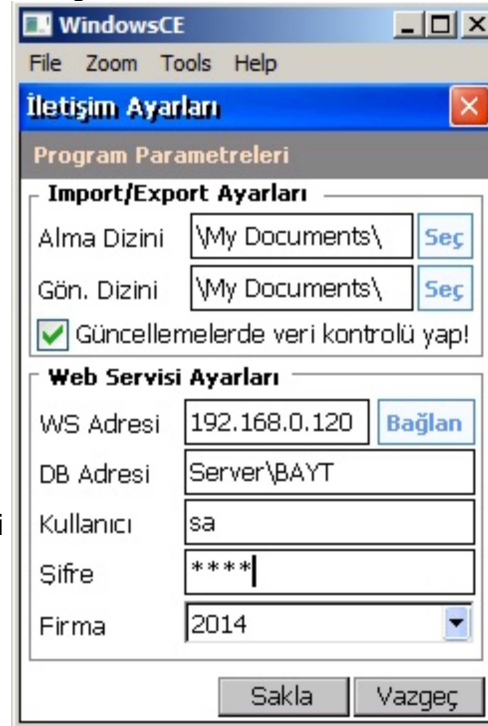 WindowsCE
File Zoom Tools Help
İletişim Ayarları
Program Parametreleri
Import/Export Ayarları
Alma Dizini \My Documents\ Seç
Gön. Dizini \My Documents\ Seç
Güncellemelerde veri kontrolü yap!
Web Servisi Ayarları
WS Adresi 192.168.0.120 Bağlan
DB Adresi Server\BAYT
Kullanıcı sa
Şifre ****
Firma 2014
Sakla Vazgeç